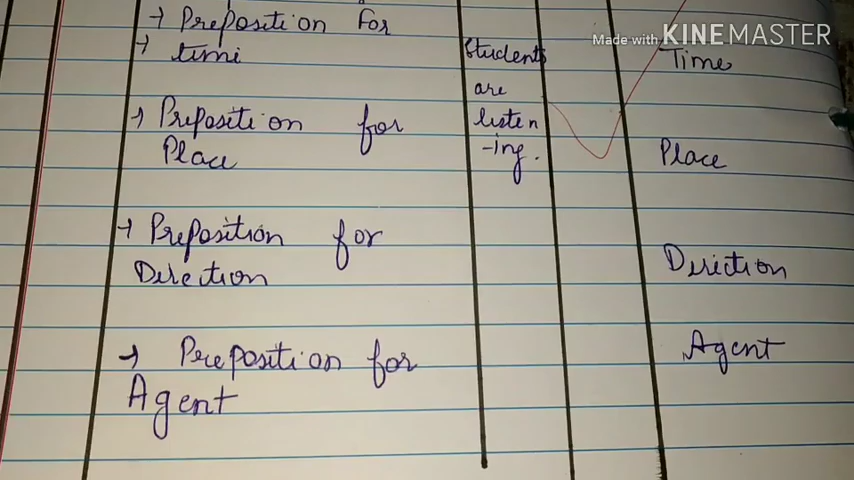 → Preposition For
→ time
→ Preposition for
Place
→ Preposition for
Direction
→ Preposition for
Agent
Students
are
listen
-ing.
Made with KINEMASTER
Time
Place
Direction
Agent